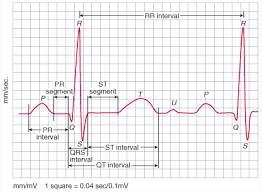 RR interval
R
R
PR
segment
ST
segment
mm/sec.
P
T
U
P
PR
interval
Q
S
Q
S
QRS
interval
ST interval
QT interval
mm/mV 1 square = 0.04 sec/0.1mV